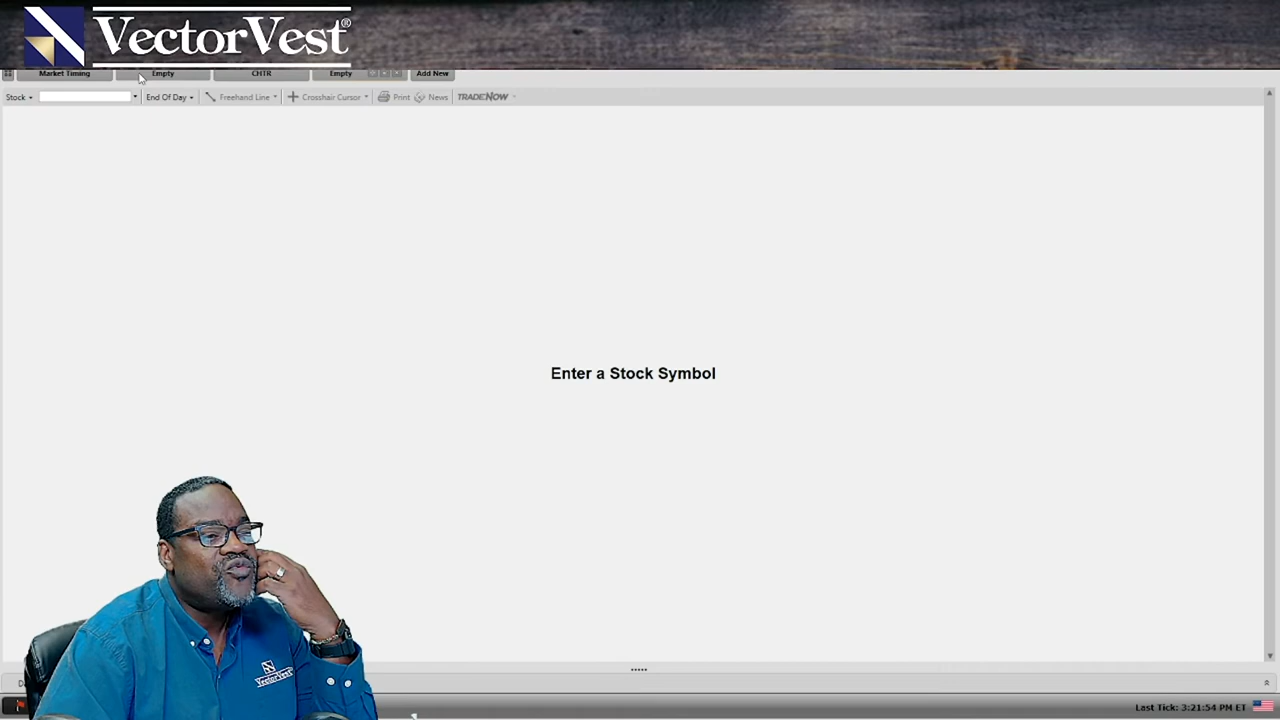 VectorVest®
Market Timing Empty CHTR Empty Add New
Stock End Of Day Freehand Line Crosshair Cursor Print News TRADENOW
Enter a Stock Symbol
VectorVest
Last Tick: 3:21:54 PM ET